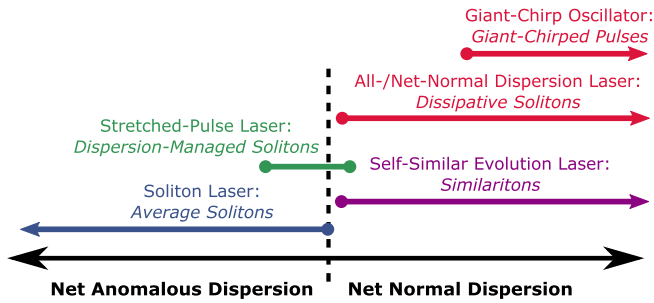 Giant-Chirp Oscillator:
Giant-Chirped Pulses
All-/Net-Normal Dispersion Laser:
Dissipative Solitons
Stretched-Pulse Laser:
Dispersion-Managed Solitons
Self-Similar Evolution Laser:
Similaritons
Soliton Laser:
Average Solitons
Net Anomalous Dispersion
Net Normal Dispersion